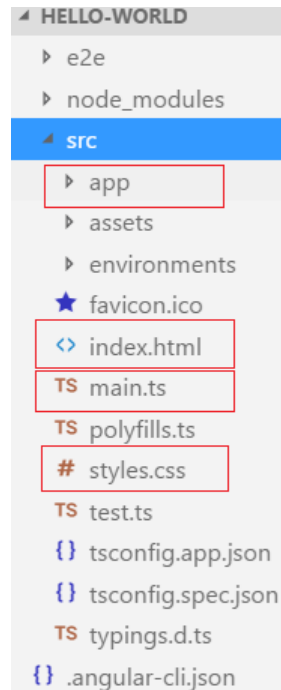 HELLO-WORLD
e2e
node_modules
src
app
assets
environments
favicon.ico
<> index.html
TS main.ts
TS polyfills.ts
# styles.css
TS test.ts
{} tsconfig.app.json
{} tsconfig.spec.json
TS typings.d.ts
{} .angular-cli.json